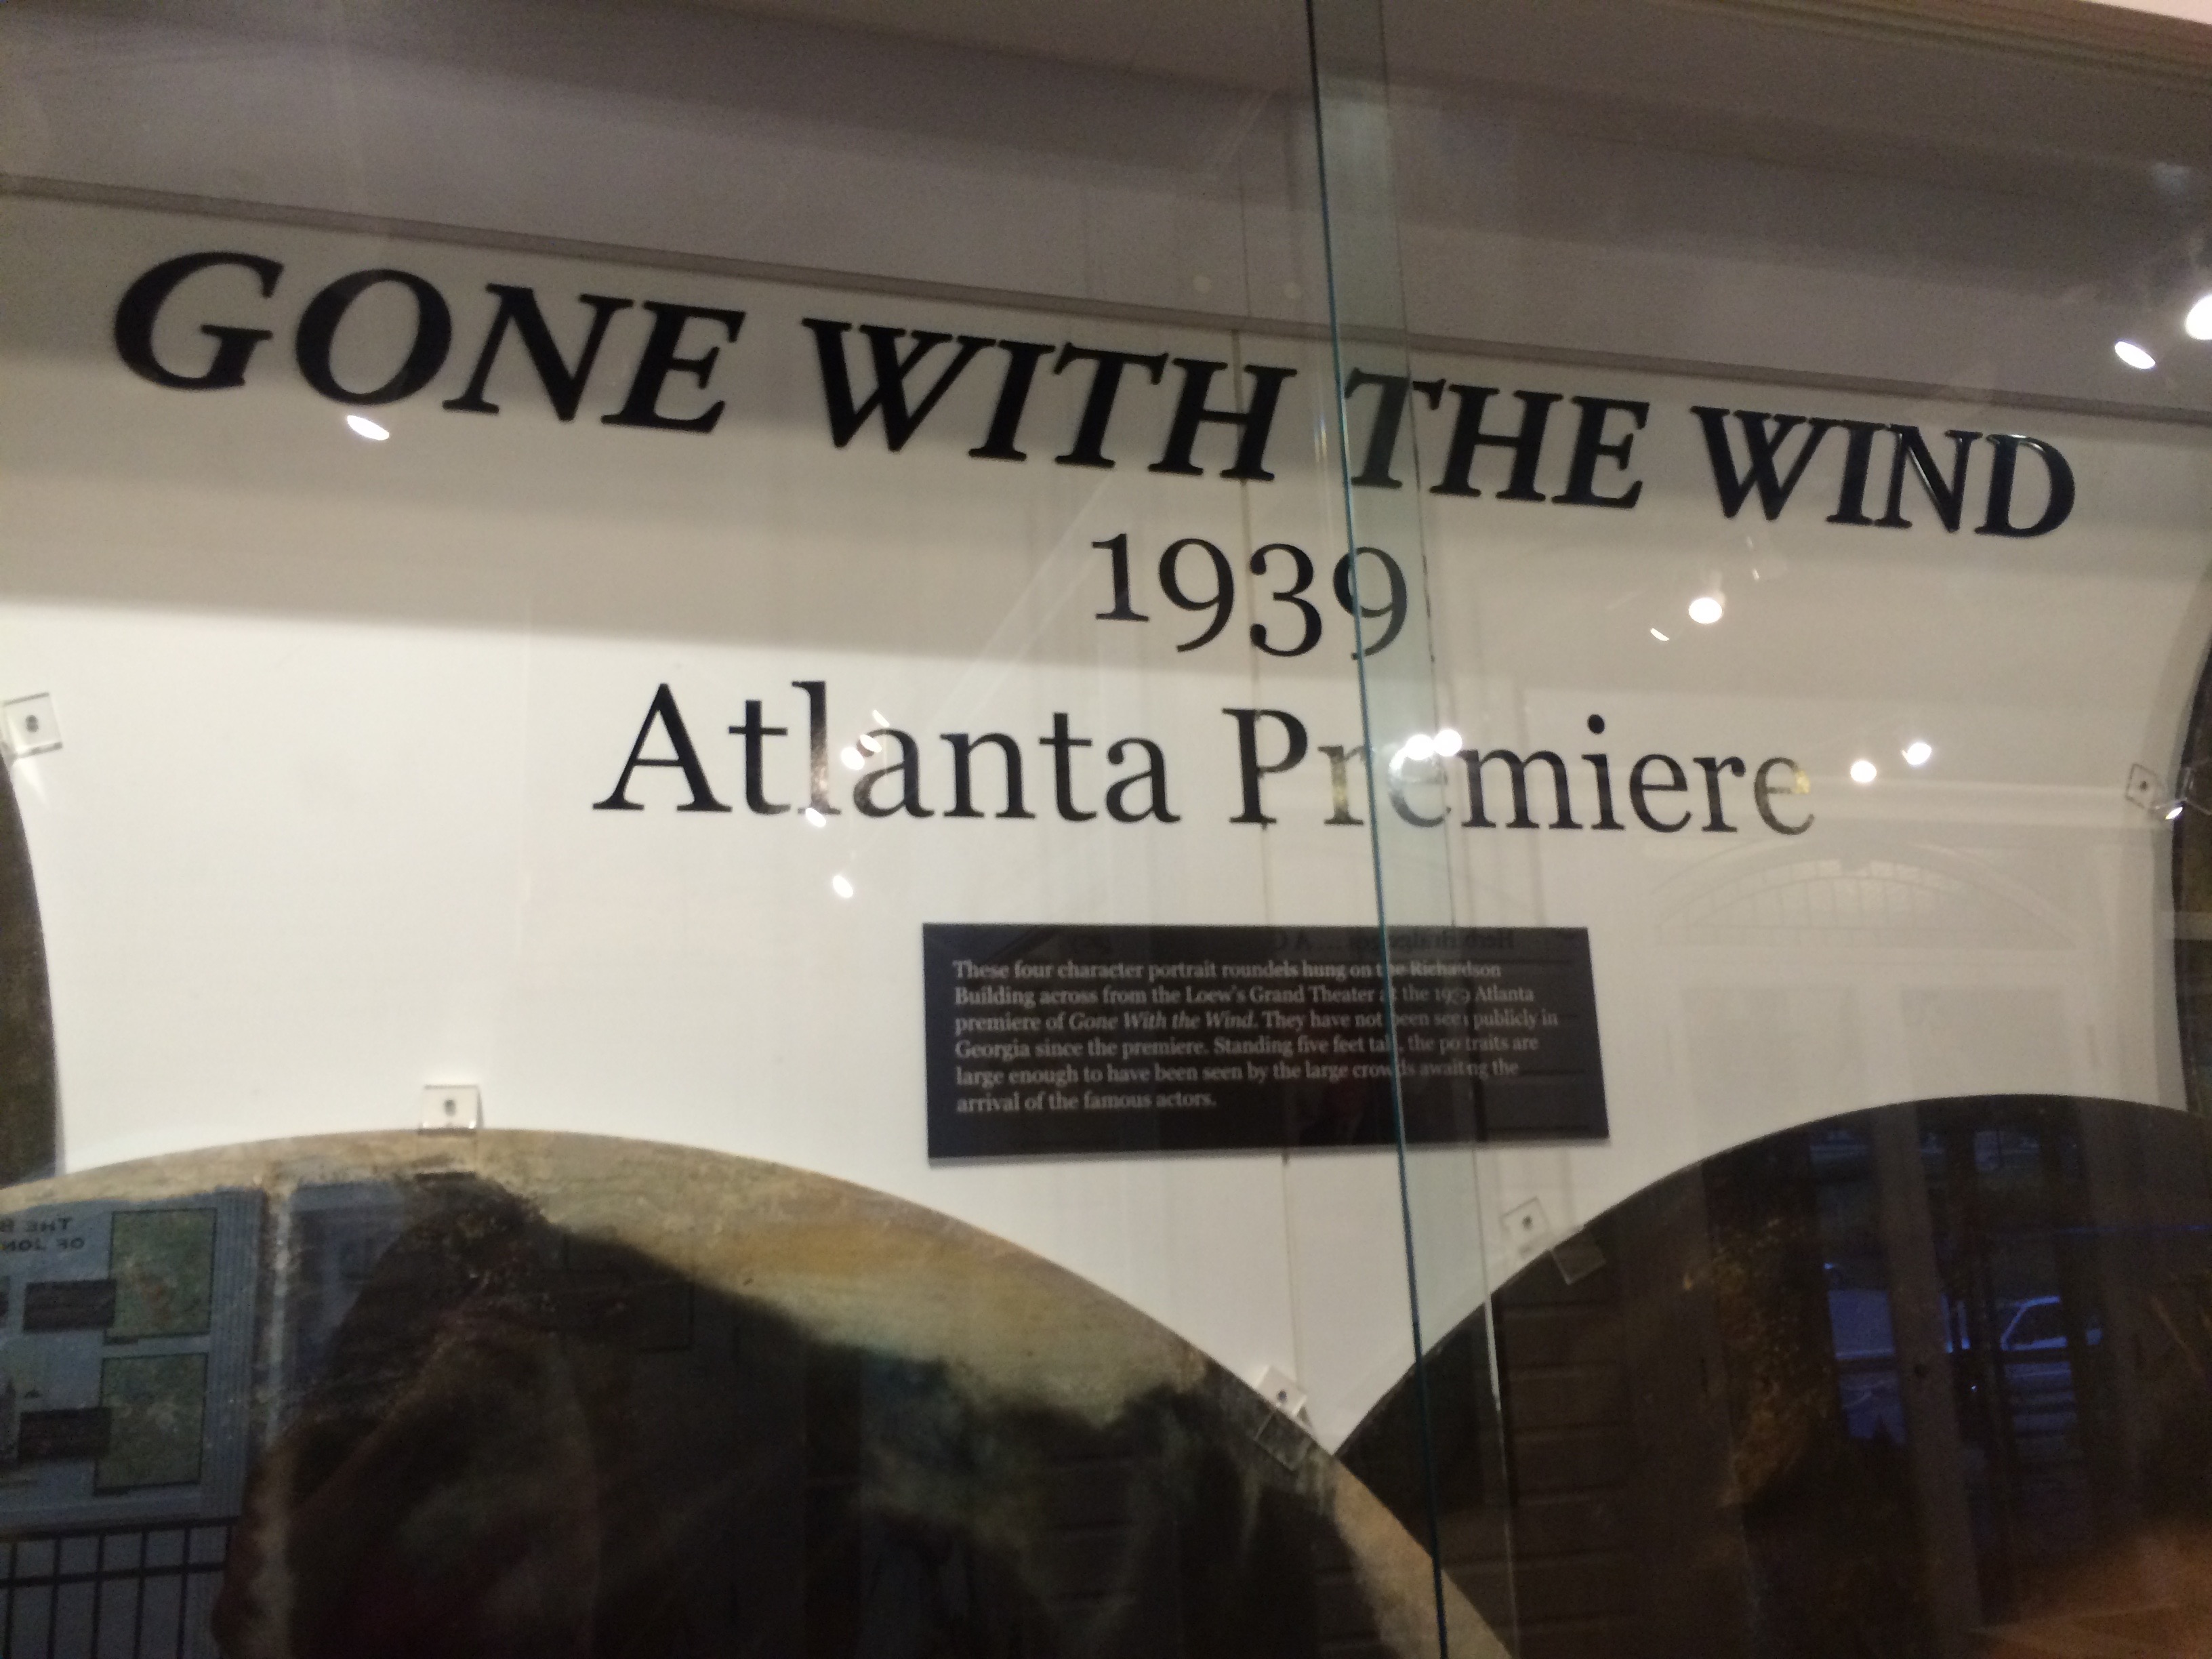 GONE WITH THE WIND
1939
Atlanta Premiere
These four character portrait roundels hung on the Richardson
Building across from the Loew's Grand Theater at the 1939 Atlanta
premiere of Gone With the Wind. They have not been seen publicly in
Georgia since the premiere. Standing five feet tall, the portraits are
large enough to have been seen by the large crowds awaiting the
arrival of the famous actors.
THE B
OF JON